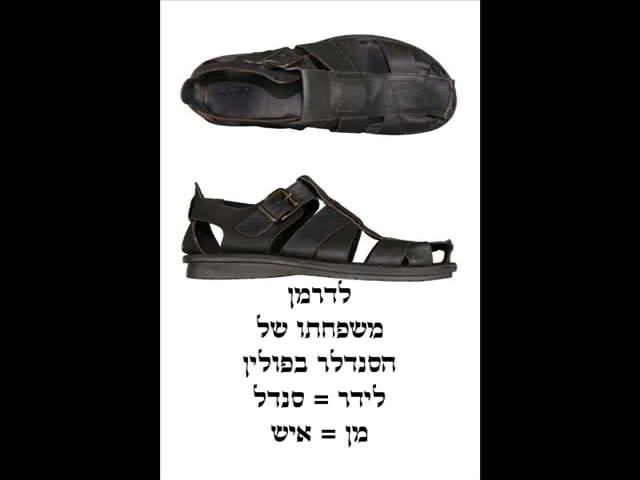 לדרמן
משפחתו של
הסנדלר בפולין
לידר = סנדל
מן = איש